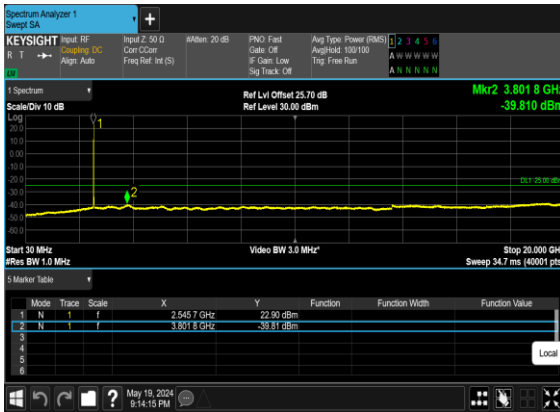 Spectrum Analyzer 1
Swept SA
+
KEYSIGHT
R T
LXI
Input: RF
Coupling: DC
Align: Auto
Input Z: 50 Ω
Corr CCorr
Freq Ref: Int (S)
#Atten: 20 dB
PNO: Fast
Gate: Off
IF Gain: Low
Sig Track: Off
Avg Type: Power (RMS)
Avg|Hold: 100/100
Trig: Free Run
1 2 3 4 5 6
A W W W W W
A N N N N N
1 Spectrum
Scale/Div 10 dB
Ref Lvl Offset 25.70 dB
Ref Level 30.00 dBm
Mkr2 3.801 8 GHz
-39.810 dBm
Log
20.0
10.0
0.00
-10.0
-20.0
-30.0
-40.0
-50.0
-60.0
1
2
DL1 -25.00 dBm
Start 30 MHz
#Res BW 1.0 MHz
Video BW 3.0 MHz*
Stop 20.000 GHz
Sweep 34.7 ms (40001 pts)
5 Marker Table
Mode Trace Scale X Y Function Function Width Function Value
1 N 1 f 2.545 7 GHz 22.90 dBm
2 N 1 f 3.801 8 GHz -39.81 dBm
3
4
5
6
Local
?
May 19, 2024
9:14:15 PM